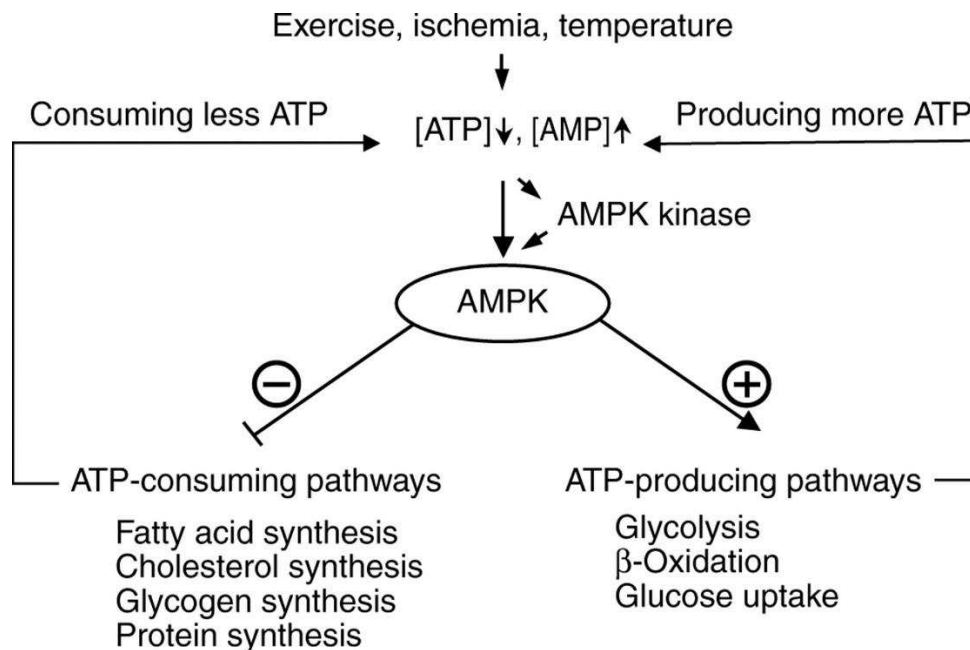 Exercise, ischemia, temperature
Consuming less ATP
[ATP]↓, [AMP]↑
Producing more ATP
AMPK kinase
AMPK
−
+
ATP-consuming pathways
Fatty acid synthesis
Cholesterol synthesis
Glycogen synthesis
Protein synthesis
ATP-producing pathways
Glycolysis
β-Oxidation
Glucose uptake